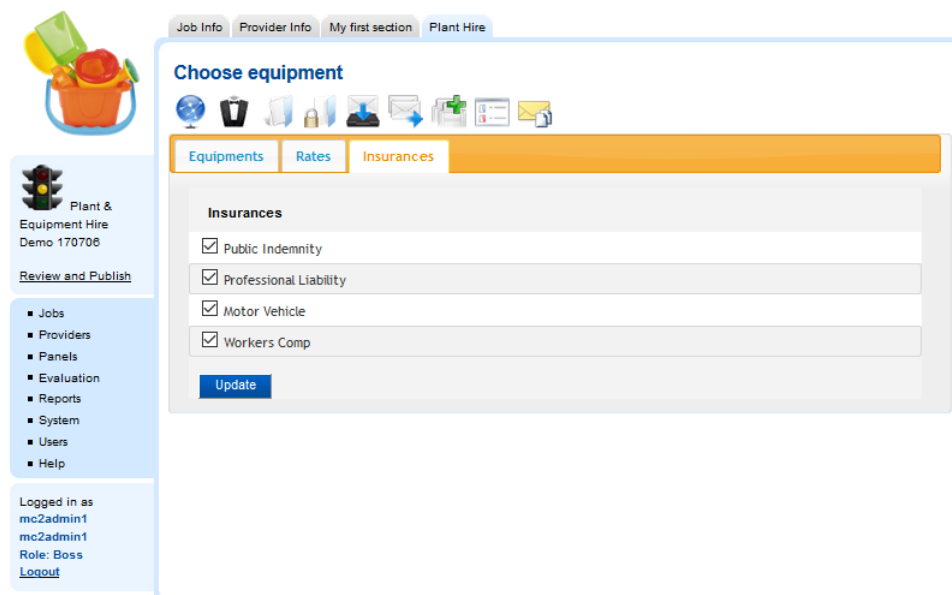 Job Info Provider Info My first section Plant Hire
Choose equipment
Equipments Rates Insurances
Insurances
Public Indemnity
Professional Liability
Motor Vehicle
Workers Comp
Update
Plant &
Equipment Hire
Demo 170706
Review and Publish
Jobs
Providers
Panels
Evaluation
Reports
System
Users
Help
Logged in as
mc2admin1
mc2admin1
Role: Boss
Logout